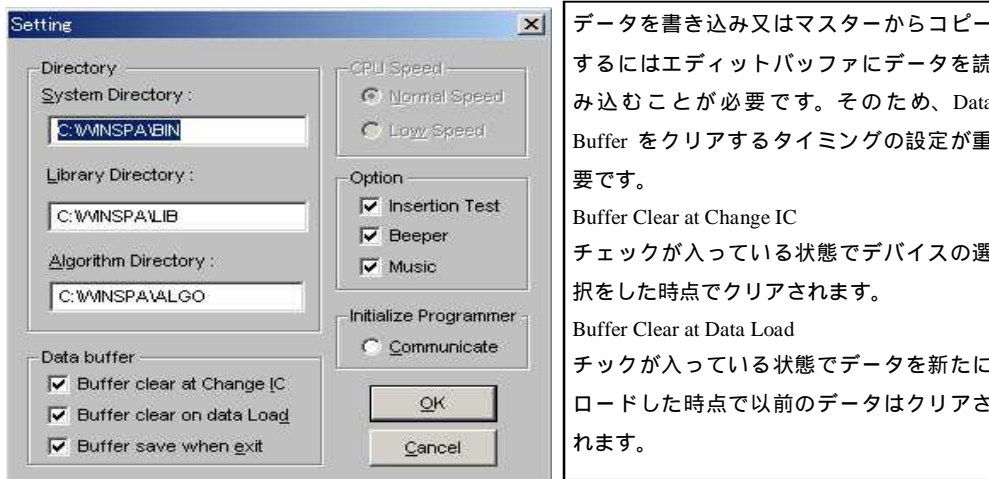 Setting
Directory
System Directory :
C:\WINSPA\BIN
Library Directory :
C:\WINSPA\LIB
Algorithm Directory :
C:\WINSPA\ALGO
Data buffer
Buffer clear at Change IC
Buffer clear on data Load
Buffer save when exit
CPU Speed
Normal Speed
Low Speed
Option
Insertion Test
Beeper
Music
Initialize Programmer
Communicate
OK
Cancel
データを書き込み又はマスターからコピー
するにはエディットバッファにデータを読
み込むことが必要です。そのため、Data
Buffer をクリアするタイミングの設定が重
要です。
Buffer Clear at Change IC
チェックが入っている状態でデバイスの選
択をした時点でクリアされます。
Buffer Clear at Data Load
チックが入っている状態でデータを新たに
ロードした時点で以前のデータはクリアさ
れます。